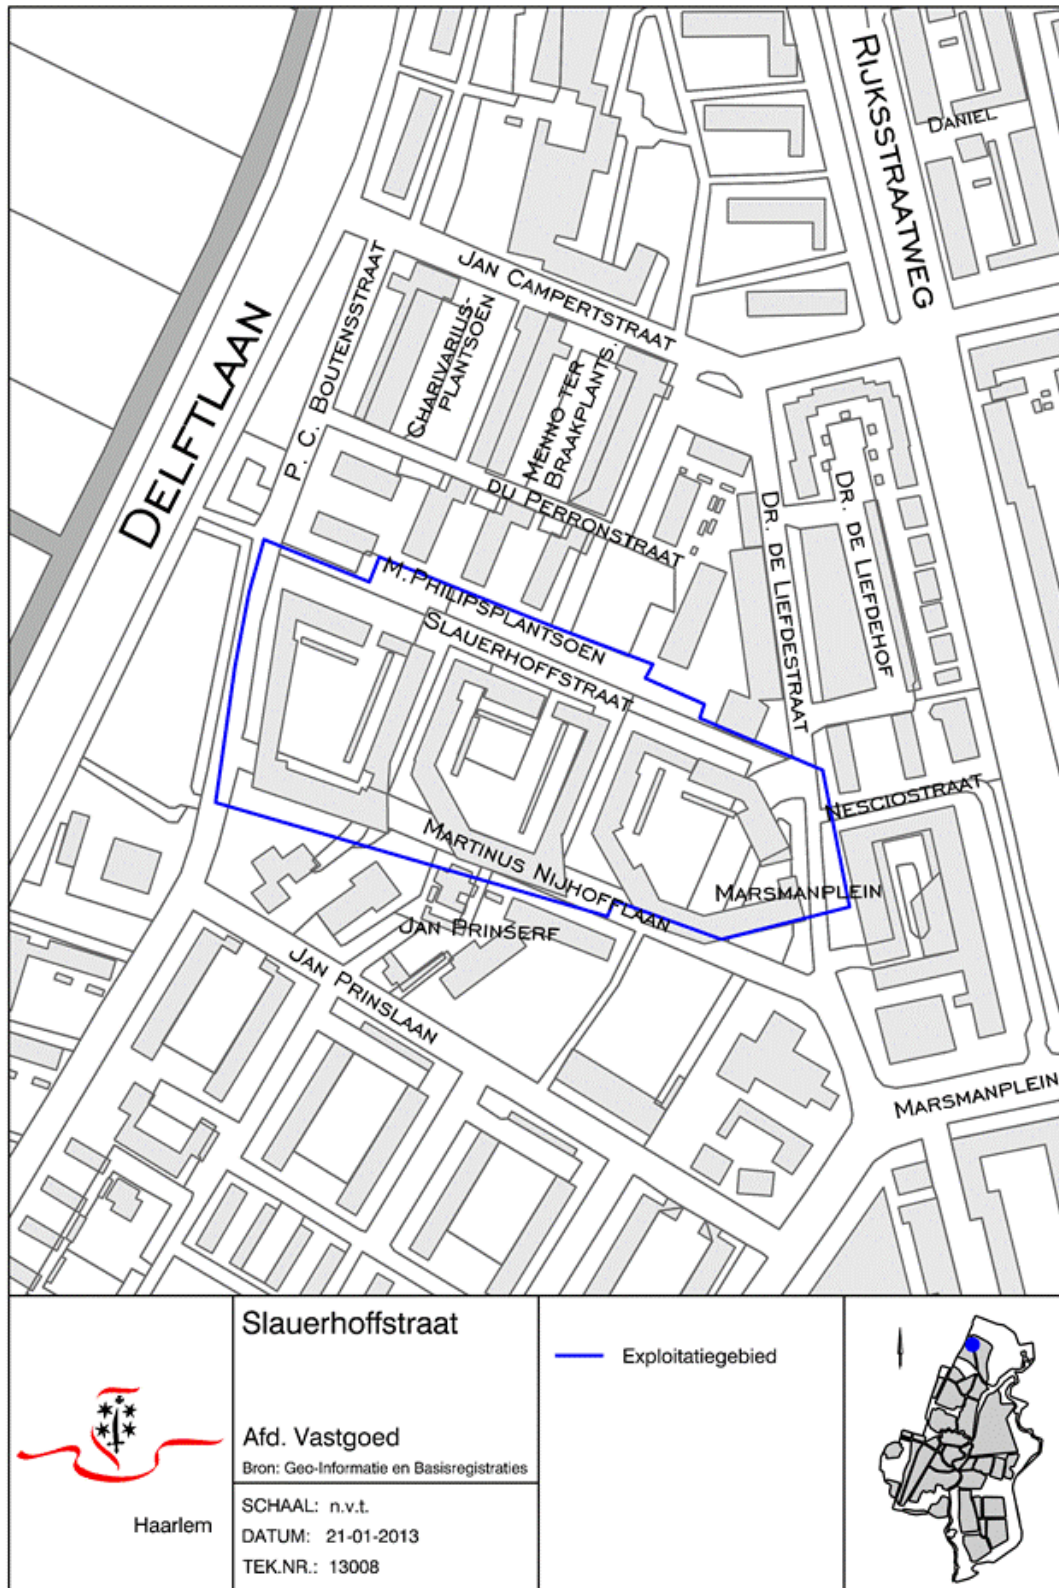 RIJKSSTRAATWEG
DANIEL
JAN CAMPERTSTRAAT
P. C. BOUTENSSTRAAT
CHARIVARIUS-
PLANTSOEN
MENNO TER
BRAAKPLANTS.
DELFTLAAN
DU PERRONSTRAAT
DR. DE LIEFDESTRAAT
DR. DE LIEFDEHOF
M. PHILIPSPLANTSOEN
SLAUERHOFFSTRAAT
NESCIOSTRAAT
MARTINUS NIJHOFFLAAN
MARSMANPLEIN
JAN PRINSERF
JAN PRINSLAAN
MARSMANPLEIN
Haarlem
Slauerhoffstraat
Afd. Vastgoed
Bron: Geo-Informatie en Basisregistraties
SCHAAL: n.v.t.
DATUM: 21-01-2013
TEK.NR.: 13008
Exploitatiegebied